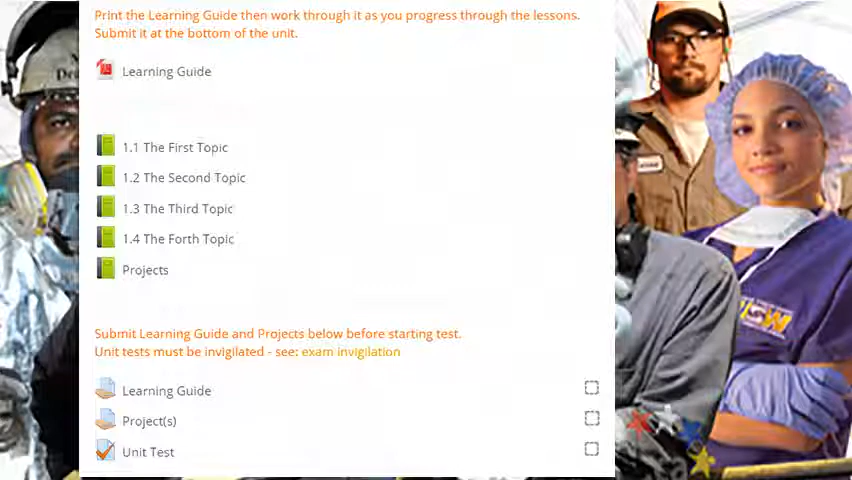 Print the Learning Guide then work through it as you progress through the lessons.
Submit it at the bottom of the unit.
Learning Guide
1.1 The First Topic
1.2 The Second Topic
1.3 The Third Topic
1.4 The Forth Topic
Projects
Submit Learning Guide and Projects below before starting test.
Unit tests must be invigilated - see: exam invigilation
Learning Guide
Project(s)
Unit Test